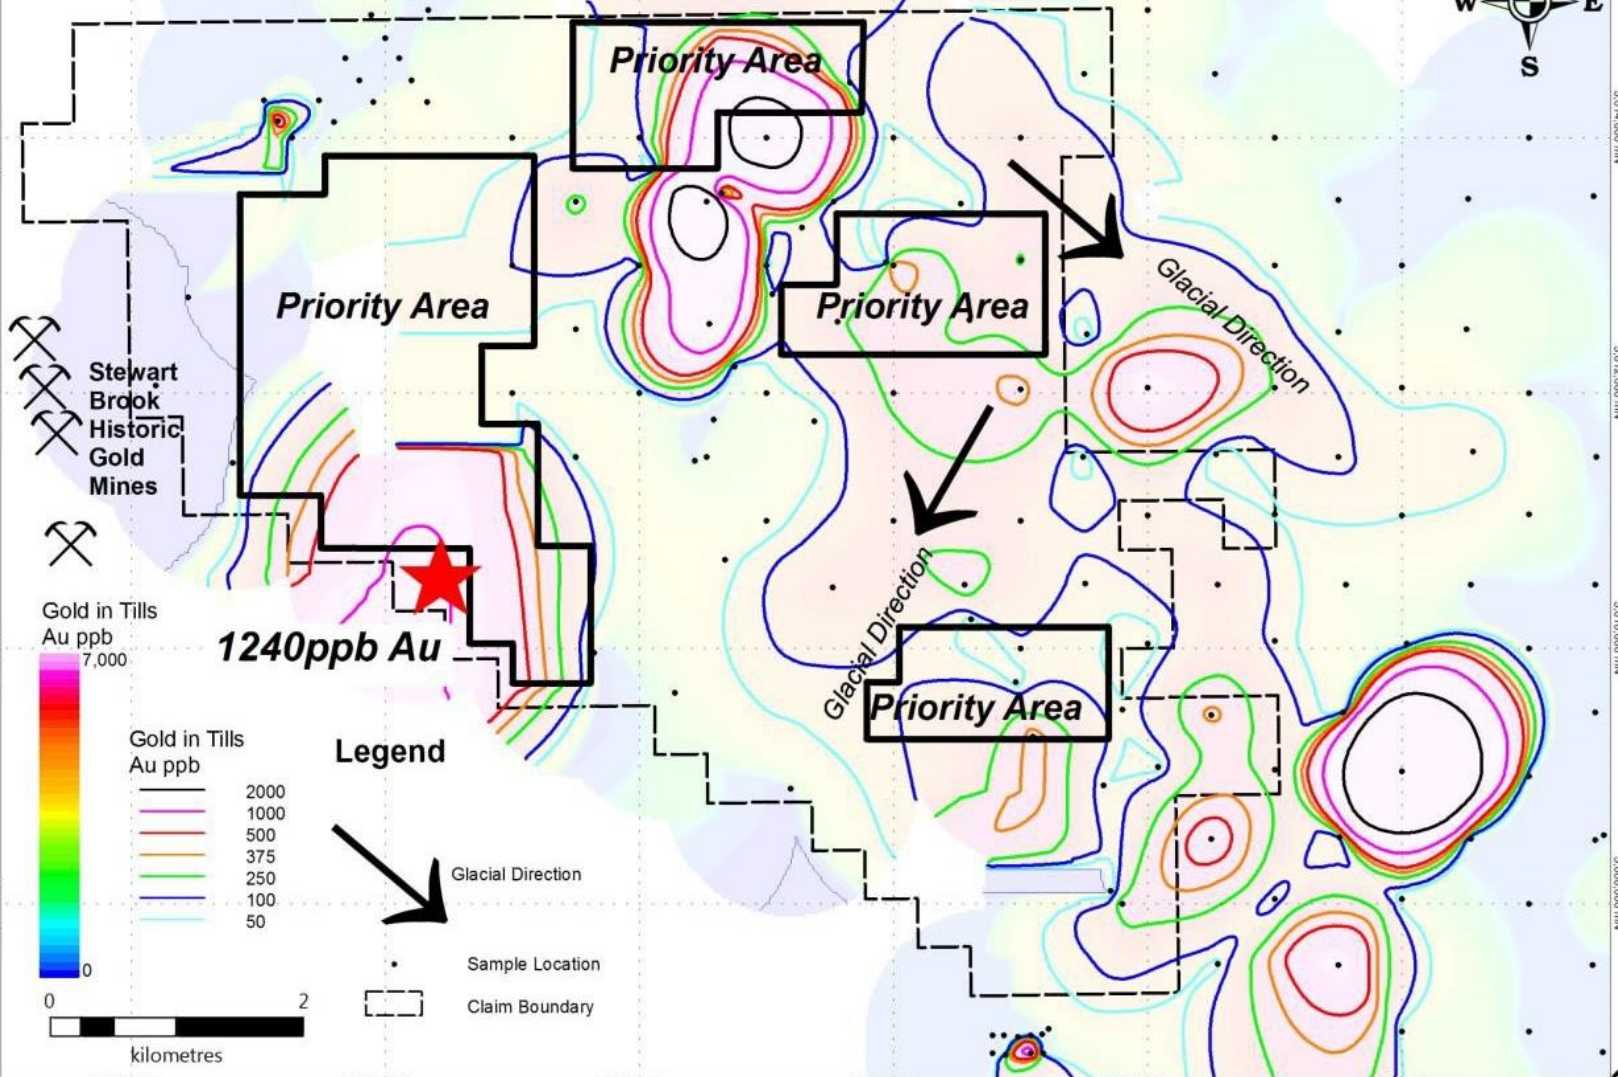 W E
S
Priority Area
Priority Area
Priority Area
Glacial Direction
Stewart
Brook
Historic
Gold
Mines
Glacial Direction
Priority Area
1240ppb Au
Gold in Tills
Au ppb
7,000
0
Legend
Gold in Tills
Au ppb
2000
1000
500
375
250
100
50
Glacial Direction
Sample Location
Claim Boundary
0 2
kilometres